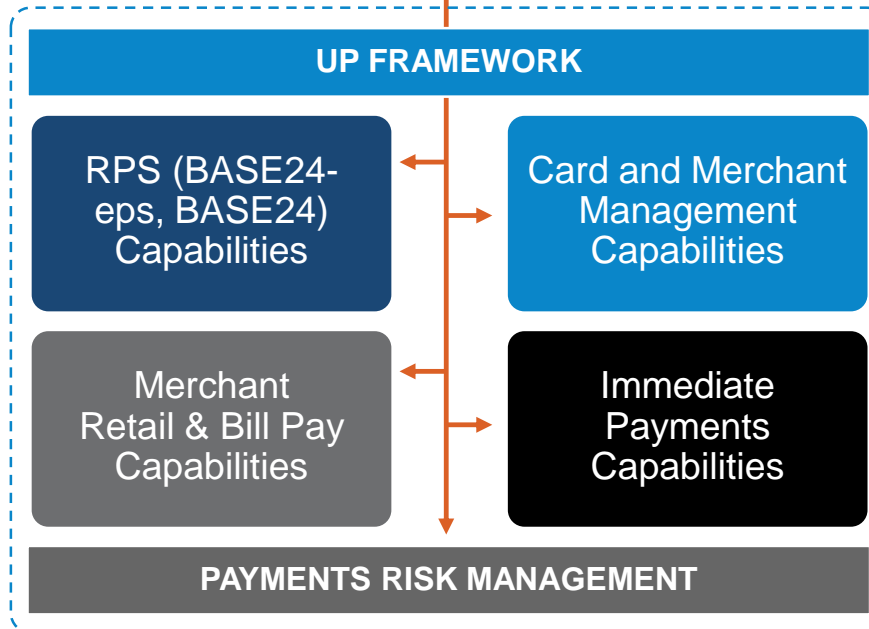 UP FRAMEWORK
RPS (BASE24-
eps, BASE24)
Capabilities
Card and Merchant
Management
Capabilities
Merchant
Retail & Bill Pay
Capabilities
Immediate
Payments
Capabilities
PAYMENTS RISK MANAGEMENT